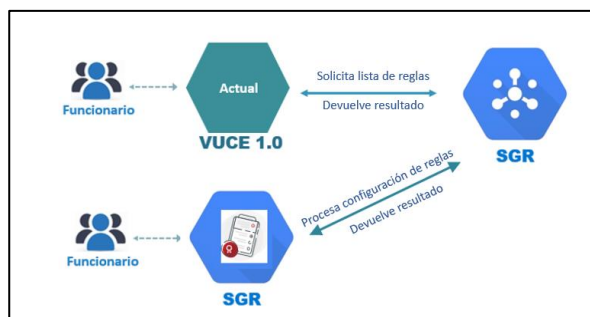 Actual
Solicita lista de reglas
Devuelve resultado
Funcionario
VUCE 1.0
SGR
Procesa configuración de reglas
Devuelve resultado
Funcionario
SGR